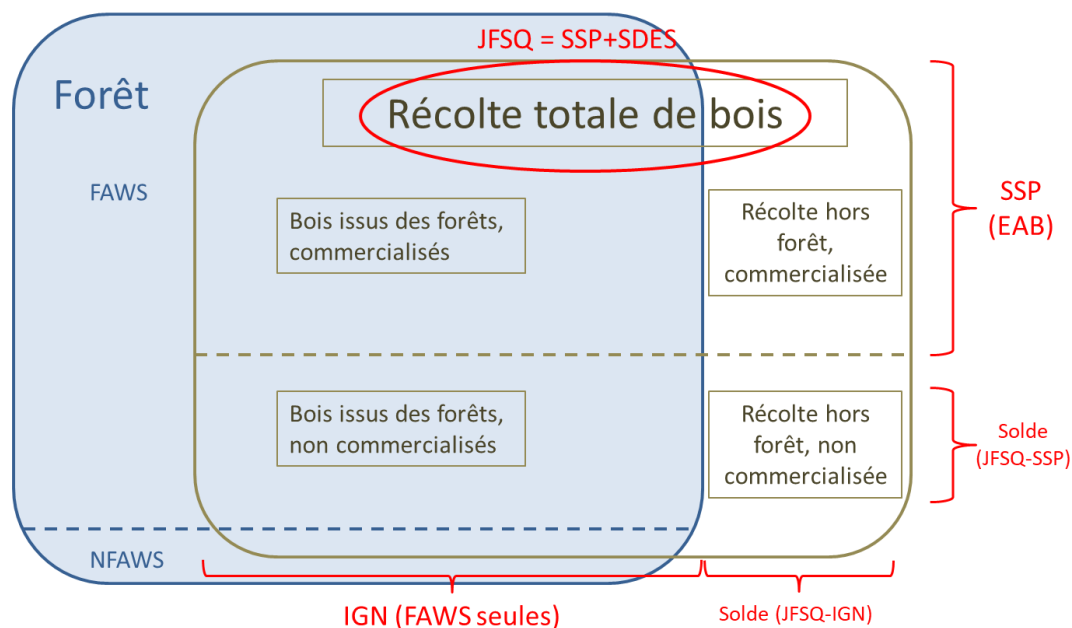 JFSQ = SSP+SDES
Forêt
Récolte totale de bois
FAWS
Bois issus des forêts,
commercialisés
Récolte hors
forêt,
commercialisée
SSP
(EAB)
Bois issus des forêts,
non commercialisés
Récolte hors
forêt, non
commercialisée
Solde
(JFSQ-SSP)
NFAWS
IGN (FAWS seules)
Solde (JFSQ-IGN)